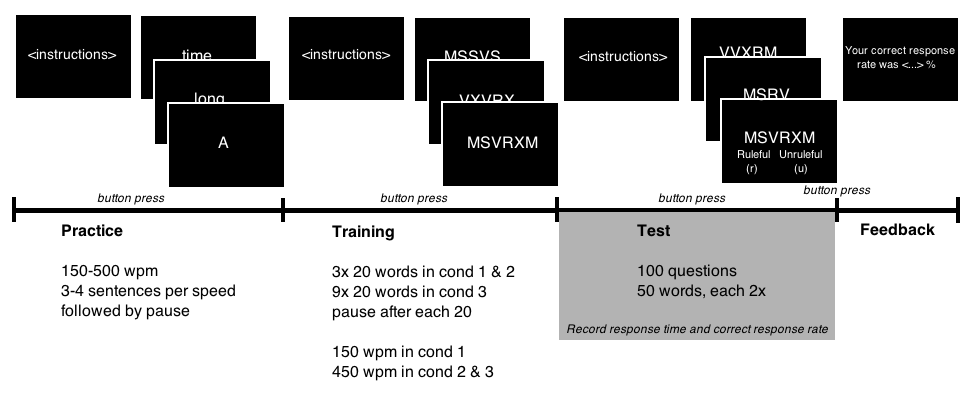 <instructions>
time
long
A
<instructions>
MSSVS
VXVRX
MSVRXM
<instructions>
VVXRM
MSRV
MSVRXM
Ruleful Unruleful
(r) (u)
Your correct response
rate was <...> %
button press
button press
button press
button press
Practice
150-500 wpm
3-4 sentences per speed
followed by pause
Training
3x 20 words in cond 1 & 2
9x 20 words in cond 3
pause after each 20
150 wpm in cond 1
450 wpm in cond 2 & 3
Test
100 questions
50 words, each 2x
Record response time and correct response rate
Feedback